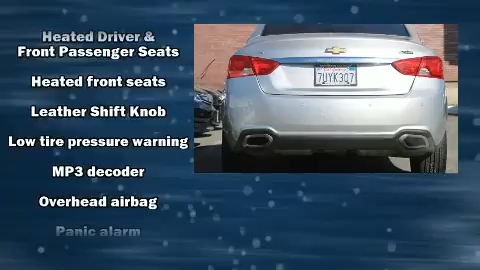 Heated Driver &
Front Passenger Seats
Heated front seats
Leather Shift Knob
Low tire pressure warning
MP3 decoder
Overhead airbag
Panic alarm
7UYK307